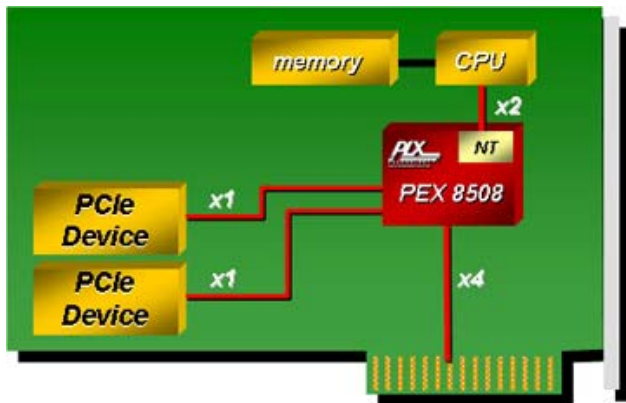 memory
CPU
x2
PLX
NT
PEX 8508
PCIe
Device
x1
PCIe
Device
x1
x4